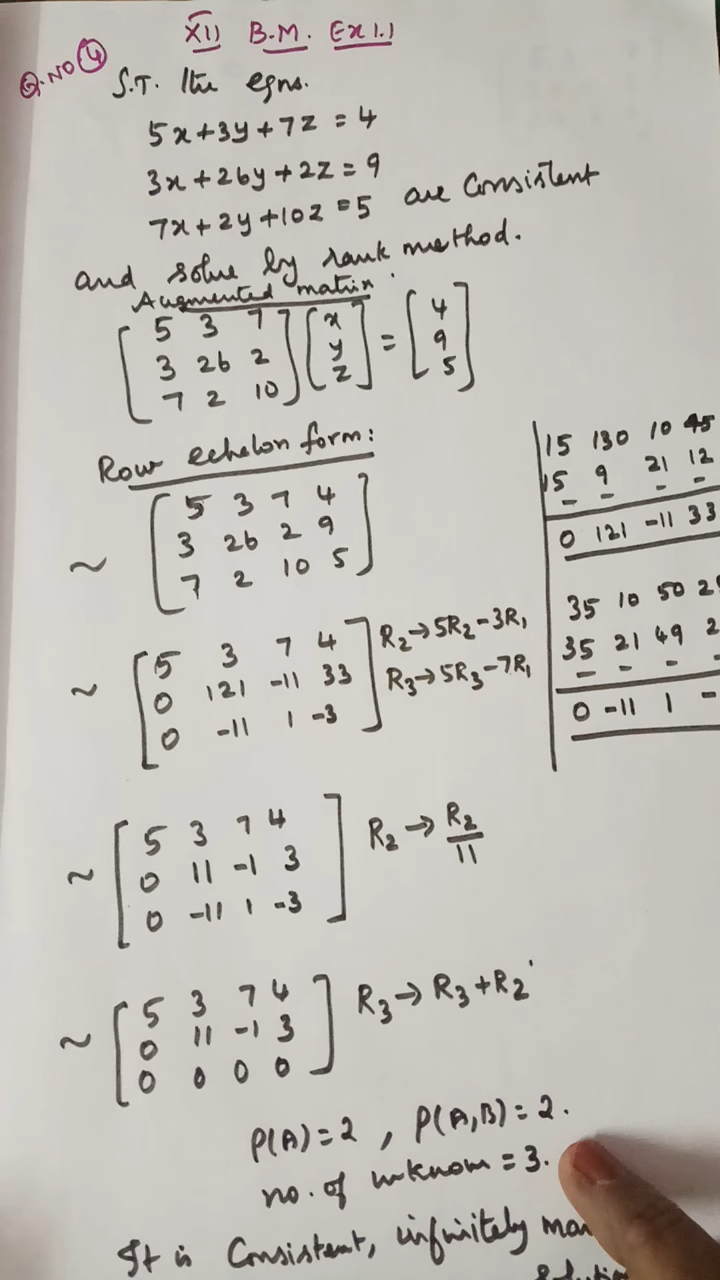 XII B.M. Ex 1.1
Q.No 4
S.T. the eqns.
5x+3y+7z = 4
3x+26y+2z = 9
7x+2y+10z = 5 are Consistent
and solve by rank method.
Augmented matrix
[5 3 7] [x] = [4]
[3 26 2] [y] [9]
[7 2 10] [z] [5]
Row echelon form:
~ [5 3 7 4]
[3 26 2 9]
[7 2 10 5]
~ [5 3 7 4] R2→5R2-3R1
[0 121 -11 33] R3→5R3-7R1
[0 -11 1 -3]
15 130 10 45
15 9 21 12
- - - -
0 121 -11 33
35 10 50 2
35 21 49 2
- - - -
0 -11 1 -
~ [5 3 7 4] R2→R2/11
[0 11 -1 3]
[0 -11 1 -3]
~ [5 3 7 4] R3→R3+R2
[0 11 -1 3]
[0 0 0 0]
P(A)=2, P(A,B)=2.
no. of unknown = 3.
It is Consistent, infinitely